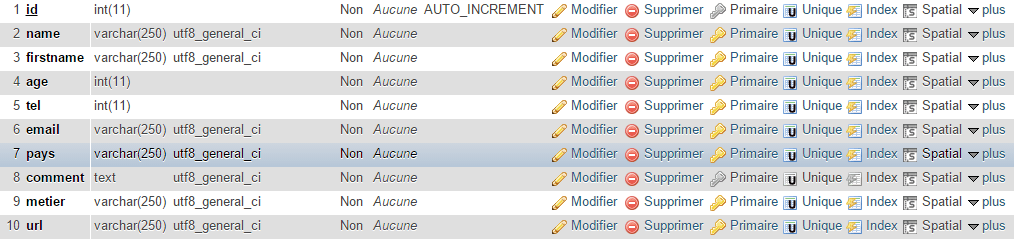 1 id int(11) Non Aucune AUTO_INCREMENT Modifier Supprimer Primaire Unique Index Spatial plus
2 name varchar(250) utf8_general_ci Non Aucune Modifier Supprimer Primaire Unique Index Spatial plus
3 firstname varchar(250) utf8_general_ci Non Aucune Modifier Supprimer Primaire Unique Index Spatial plus
4 age int(11) Non Aucune Modifier Supprimer Primaire Unique Index Spatial plus
5 tel int(11) Non Aucune Modifier Supprimer Primaire Unique Index Spatial plus
6 email varchar(250) utf8_general_ci Non Aucune Modifier Supprimer Primaire Unique Index Spatial plus
7 pays varchar(250) utf8_general_ci Non Aucune Modifier Supprimer Primaire Unique Index Spatial plus
8 comment text utf8_general_ci Non Aucune Modifier Supprimer Primaire Unique Index Spatial plus
9 metier varchar(250) utf8_general_ci Non Aucune Modifier Supprimer Primaire Unique Index Spatial plus
10 url varchar(250) utf8_general_ci Non Aucune Modifier Supprimer Primaire Unique Index Spatial plus